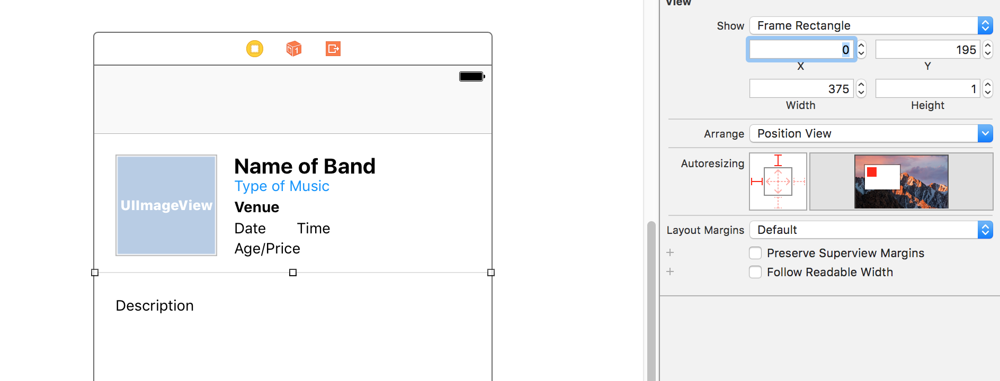 View
Show Frame Rectangle
0 195
X Y
375 1
Width Height
Arrange Position View
Name of Band
Autoresizing
Type of Music
UIImageView
Venue
Date Time
Layout Margins Default
Age/Price
Preserve Superview Margins
Follow Readable Width
Description